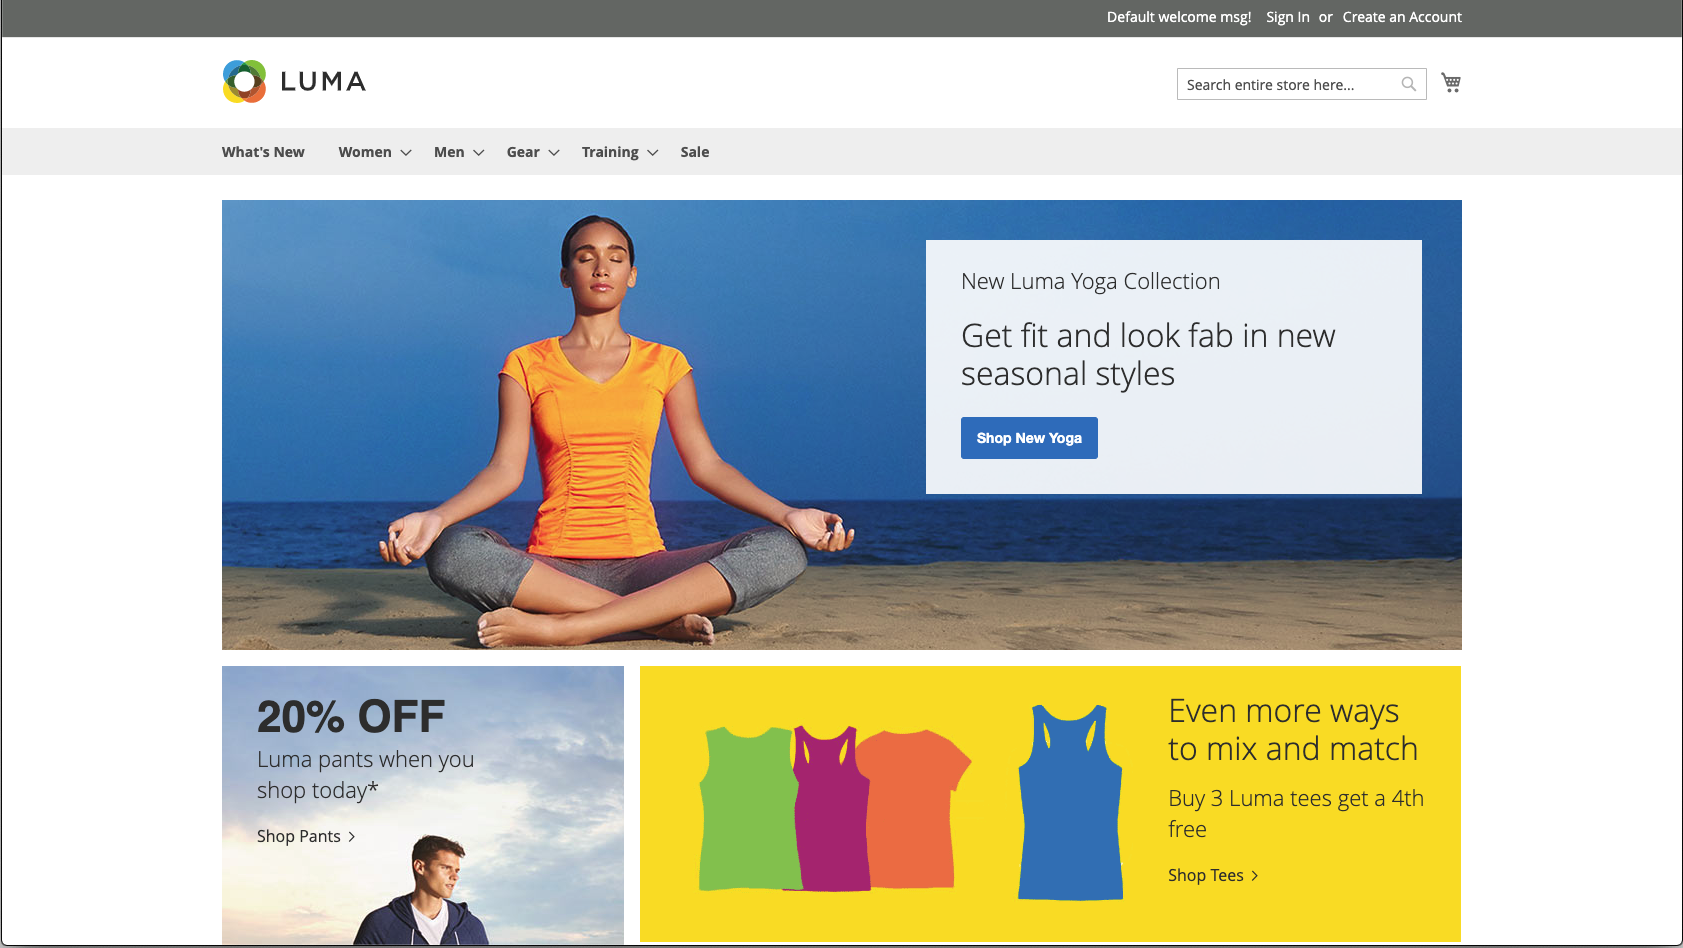 Default welcome msg! Sign In or Create an Account
LUMA
Search entire store here...
What's New Women Men Gear Training Sale
New Luma Yoga Collection
Get fit and look fab in new
seasonal styles
Shop New Yoga
20% OFF
Luma pants when you
shop today*
Shop Pants >
Even more ways
to mix and match
Buy 3 Luma tees get a 4th
free
Shop Tees >